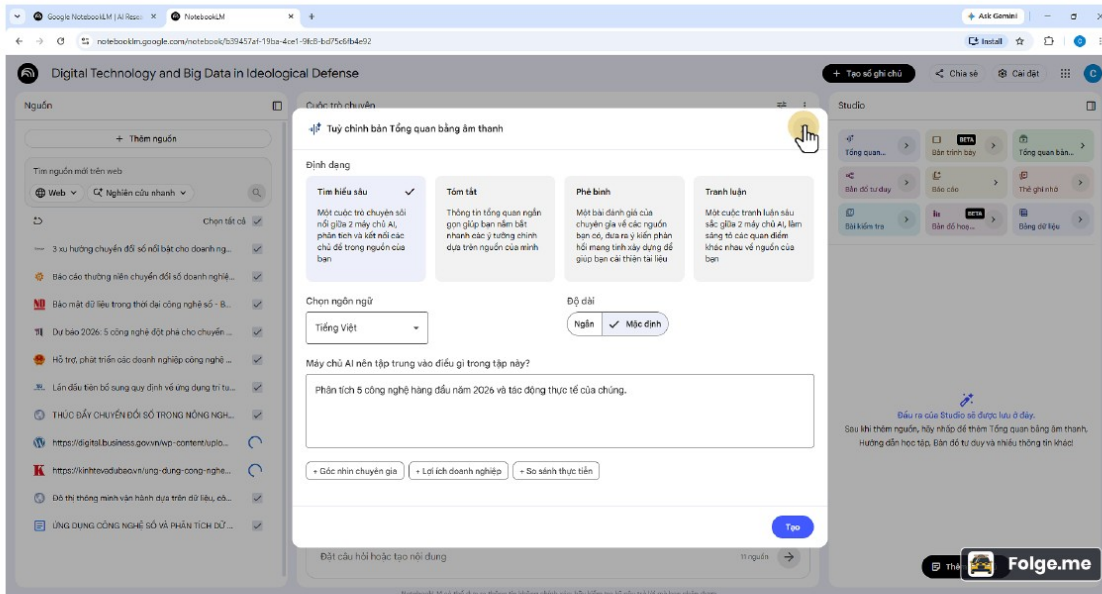 Google NotebookLM | AI Resea
NotebookLM
Ask Gemini
notebooklm.google.com/notebook/b39457af-19ba-4ce1-9fc8-bd75c6fb4e92
Install
Digital Technology and Big Data in Ideological Defense
+ Tạo sổ ghi chú
Chia sẻ
Cài đặt
C
Nguồn
+ Thêm nguồn
Tìm nguồn mới trên web
Web
Nghiên cứu nhanh
Chọn tất cả
3 xu hướng chuyển đổi số nổi bật cho doanh ng...
Báo cáo thường niên chuyển đổi số doanh nghiệ...
Bảo mật dữ liệu trong thời đại công nghệ số - B...
Dự báo 2026: 5 công nghệ đột phá cho chuyển ...
Hỗ trợ, phát triển các doanh nghiệp công nghệ ...
Lần đầu tiên bổ sung quy định về ứng dụng trí tu...
THÚC ĐẨY CHUYỂN ĐỔI SỐ TRONG NÔNG NGH...
https://digital.business.gov.vn/wp-content/uplo...
https://kinhtevadubao.vn/ung-dung-cong-nghe...
Đô thị thông minh vận hành dựa trên dữ liệu, cô...
ỨNG DỤNG CÔNG NGHỆ SỐ VÀ PHÂN TÍCH DỮ ...
Cuộc trò chuyện
Tuỳ chỉnh bản Tổng quan bằng âm thanh
Định dạng
Tìm hiểu sâu
Một cuộc trò chuyện sôi
nổi giữa 2 máy chủ AI,
phân tích và kết nối các
chủ đề trong nguồn của
bạn
Tóm tắt
Thông tin tổng quan ngắn
gọn giúp bạn nắm bắt
nhanh các ý tưởng chính
dựa trên nguồn của mình
Phê bình
Một bài đánh giá của
chuyên gia về các nguồn
bạn có, đưa ra ý kiến phản
hồi mang tính xây dựng để
giúp bạn cải thiện tài liệu
Tranh luận
Một cuộc tranh luận sâu
sắc giữa 2 máy chủ AI, làm
sáng tỏ các quan điểm
khác nhau về nguồn của
bạn
Chọn ngôn ngữ
Tiếng Việt
Độ dài
Ngắn
Mặc định
Máy chủ AI nên tập trung vào điều gì trong tập này?
Phân tích 5 công nghệ hàng đầu năm 2026 và tác động thực tế của chúng.
+ Góc nhìn chuyên gia
+ Lợi ích doanh nghiệp
+ So sánh thực tiễn
Tạo
Đặt câu hỏi hoặc tạo nội dung
11 nguồn
Studio
Tổng quan...
BETA
Bản trình bày
Tổng quan bằn...
Bản đồ tư duy
Báo cáo
Thẻ ghi nhớ
Bài kiểm tra
BETA
Bản đồ hoạ...
Bảng dữ liệu
Đầu ra của Studio sẽ được lưu ở đây.
Sau khi thêm nguồn, hãy nhấp để thêm Tổng quan bằng âm thanh,
Hướng dẫn học tập, Bản đồ tư duy và nhiều thông tin khác!
Folge.me